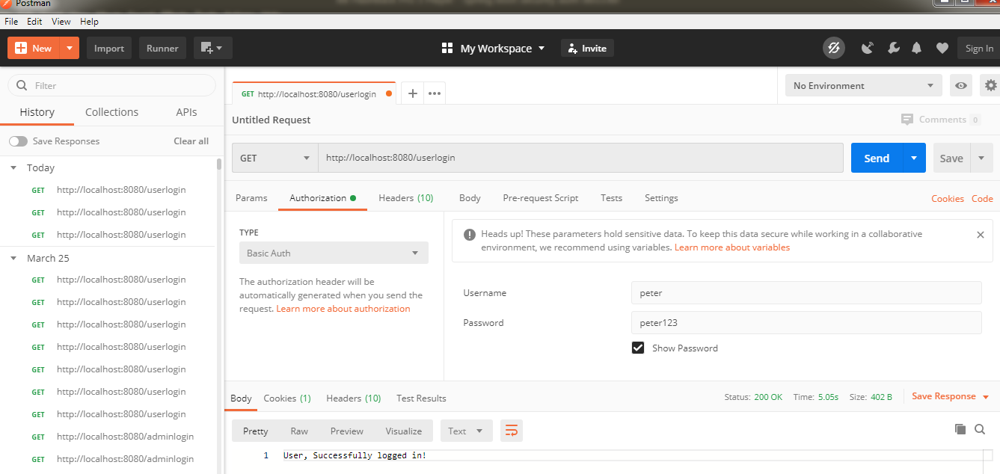 Postman
File Edit View Help
New Import Runner My Workspace Invite Sign In
Filter
History Collections APIs
Save Responses Clear all
Today
GET http://localhost:8080/userlogin
GET http://localhost:8080/userlogin
GET http://localhost:8080/userlogin
March 25
GET http://localhost:8080/userlogin
GET http://localhost:8080/userlogin
GET http://localhost:8080/userlogin
GET http://localhost:8080/userlogin
GET http://localhost:8080/userlogin
GET http://localhost:8080/userlogin
GET http://localhost:8080/userlogin
GET http://localhost:8080/adminlogin
GET http://localhost:8080/adminlogin
GET http://localhost:8080/userlogin
No Environment
Untitled Request
Comments 0
GET http://localhost:8080/userlogin Send Save
Params Authorization Headers (10) Body Pre-request Script Tests Settings Cookies Code
TYPE
Basic Auth
The authorization header will be
automatically generated when you send the
request. Learn more about authorization
Heads up! These parameters hold sensitive data. To keep this data secure while working in a collaborative
environment, we recommend using variables. Learn more about variables
Username peter
Password peter123
Show Password
Body Cookies (1) Headers (10) Test Results Status: 200 OK Time: 5.05s Size: 402 B Save Response
Pretty Raw Preview Visualize Text
1 User, Successfully logged in!